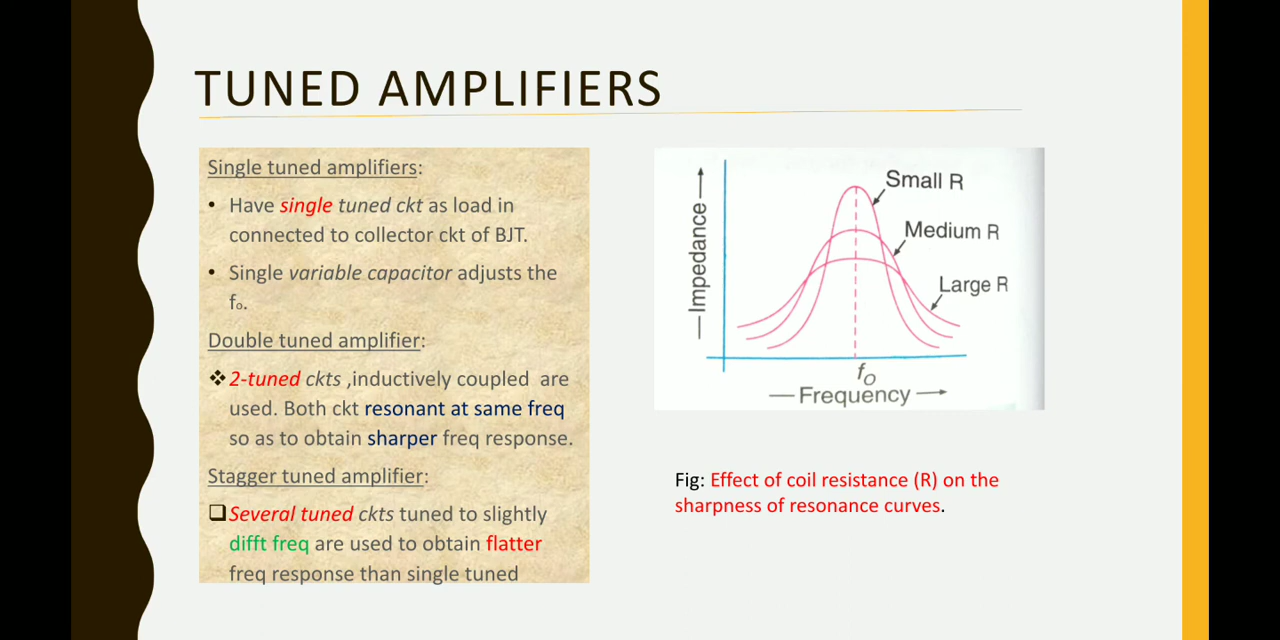 TUNED AMPLIFIERS
Single tuned amplifiers:
• Have single tuned ckt as load in
connected to collector ckt of BJT.
• Single variable capacitor adjusts the
fₒ.
Double tuned amplifier:
❖ 2-tuned ckts ,inductively coupled are
used. Both ckt resonant at same freq
so as to obtain sharper freq response.
Stagger tuned amplifier:
❑ Several tuned ckts tuned to slightly
difft freq are used to obtain flatter
freq response than single tuned
Impedance
Small R
Medium R
Large R
fO
Frequency
Fig: Effect of coil resistance (R) on the
sharpness of resonance curves.